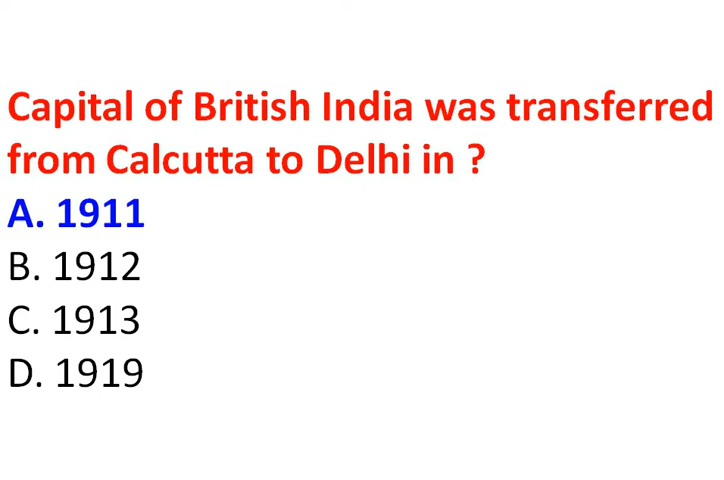 Capital of British India was transferred
from Calcutta to Delhi in ?
A. 1911
B. 1912
C. 1913
D. 1919